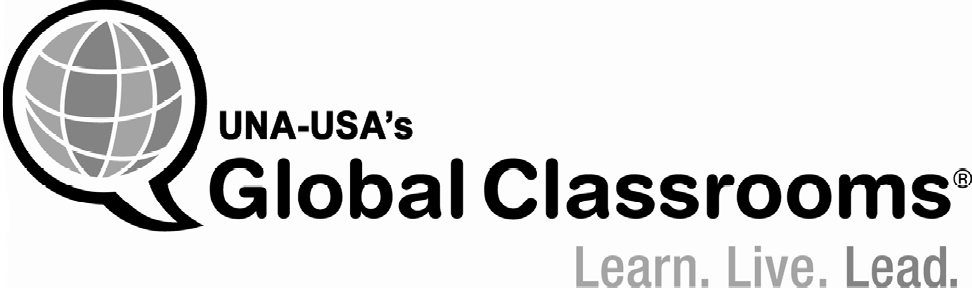 UNA-USA's
Global Classrooms®
Learn. Live. Lead.